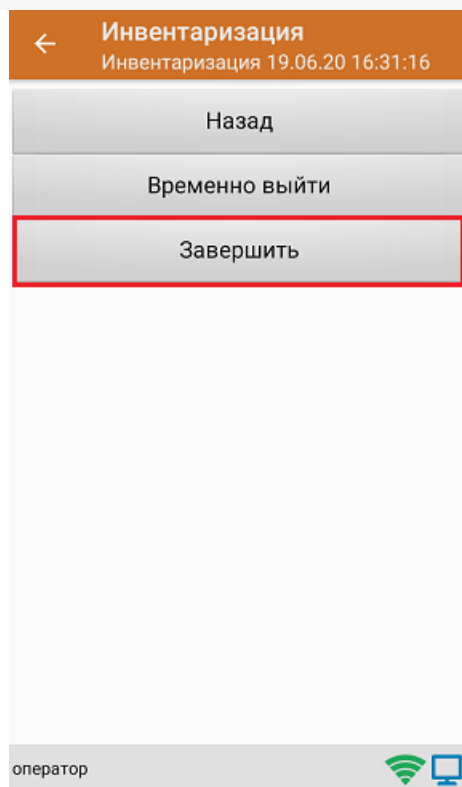 Инвентаризация
Инвентаризация 19.06.20 16:31:16
Назад
Временно выйти
Завершить
оператор